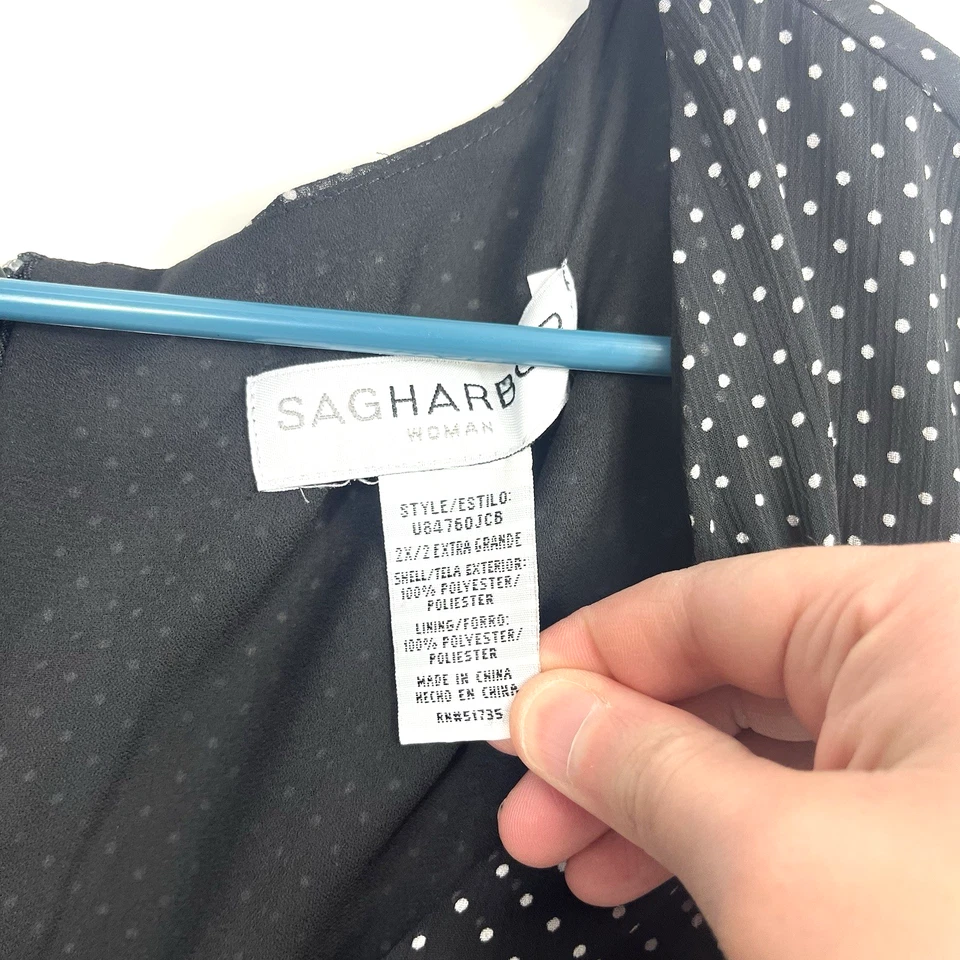 SAGHARBOR
WOMAN
STYLE/ESTILO:
U84760JCB
2X/2 EXTRA GRANDE
SHELL/TELA EXTERIOR:
100% POLYESTER/
POLIESTER
LINING/FORRO:
100% POLYESTER/
POLIESTER
MADE IN CHINA
HECHO EN CHINA
RN#51735